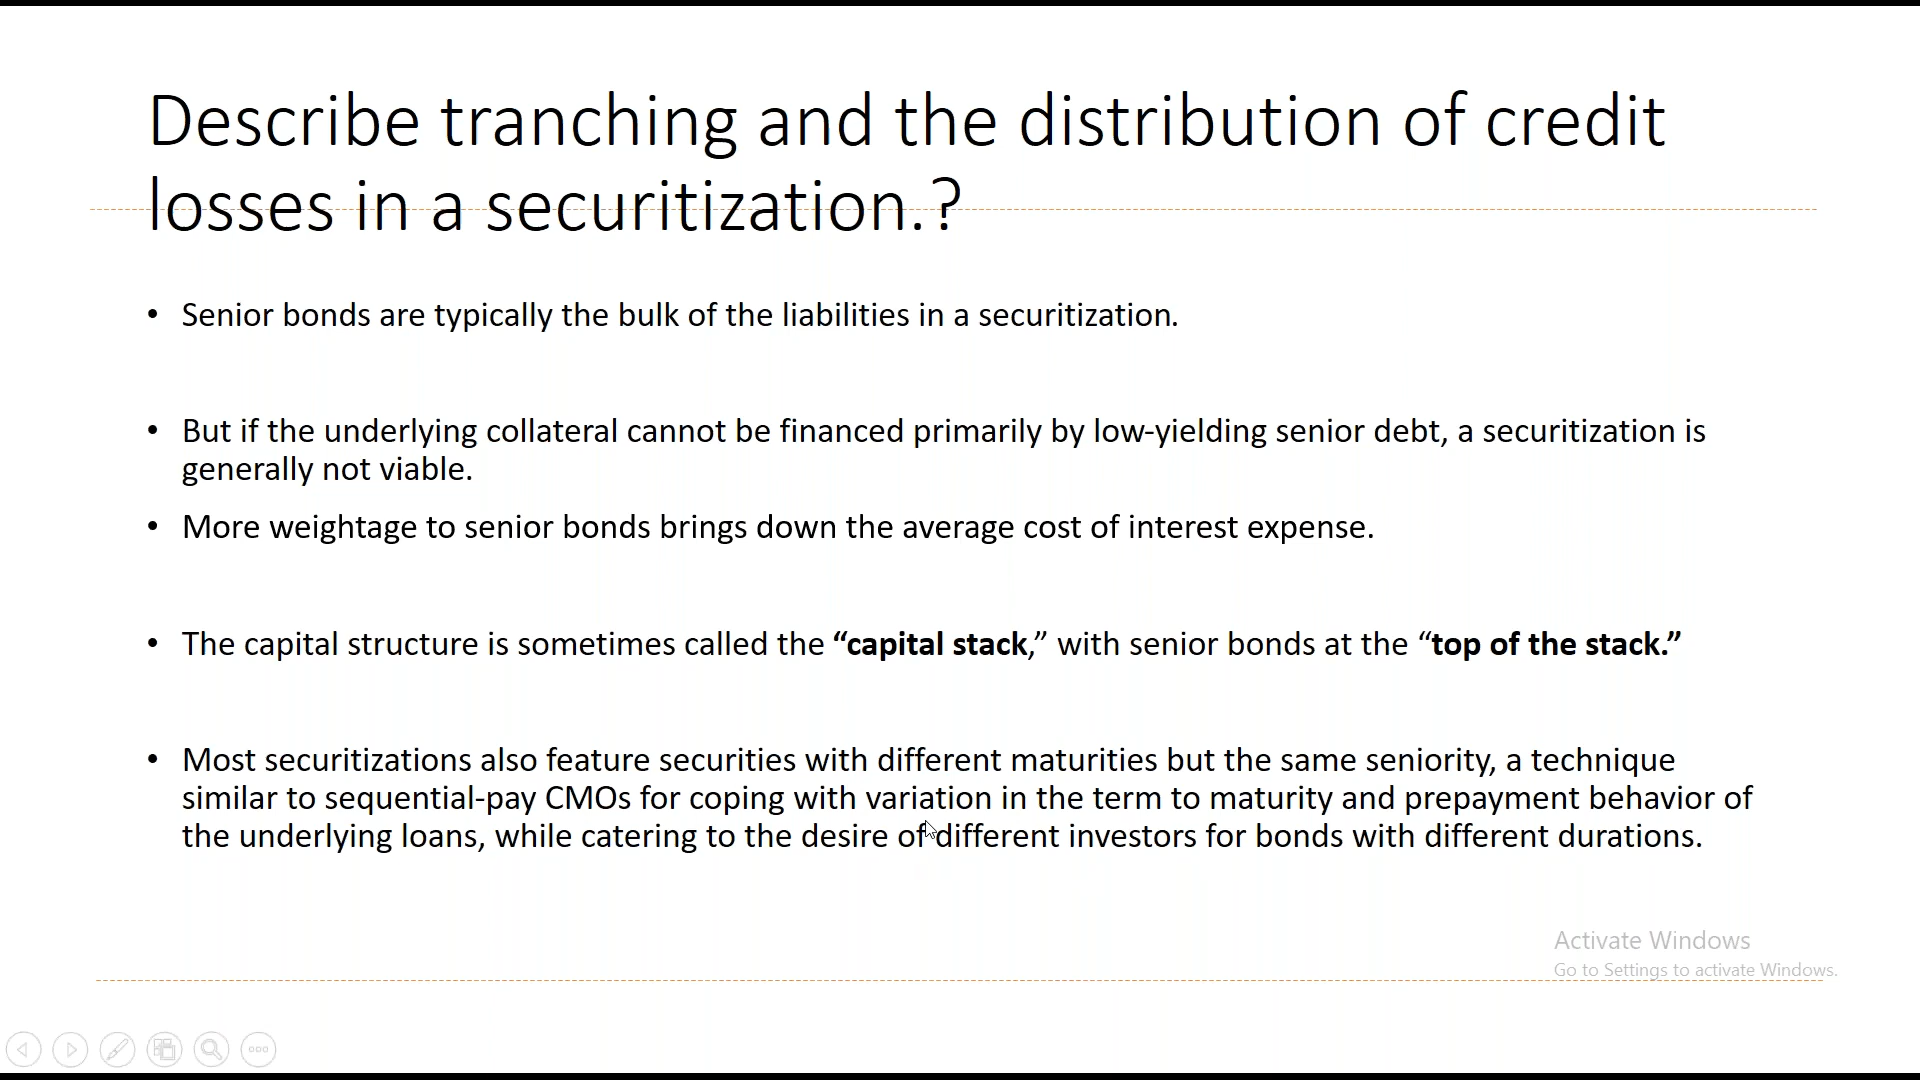 Describe tranching and the distribution of credit
losses in a securitization.?
• Senior bonds are typically the bulk of the liabilities in a securitization.
• But if the underlying collateral cannot be financed primarily by low-yielding senior debt, a securitization is
generally not viable.
• More weightage to senior bonds brings down the average cost of interest expense.
• The capital structure is sometimes called the “capital stack,” with senior bonds at the “top of the stack.”
• Most securitizations also feature securities with different maturities but the same seniority, a technique
similar to sequential-pay CMOs for coping with variation in the term to maturity and prepayment behavior of
the underlying loans, while catering to the desire of different investors for bonds with different durations.
Activate Windows
Go to Settings to activate Windows.